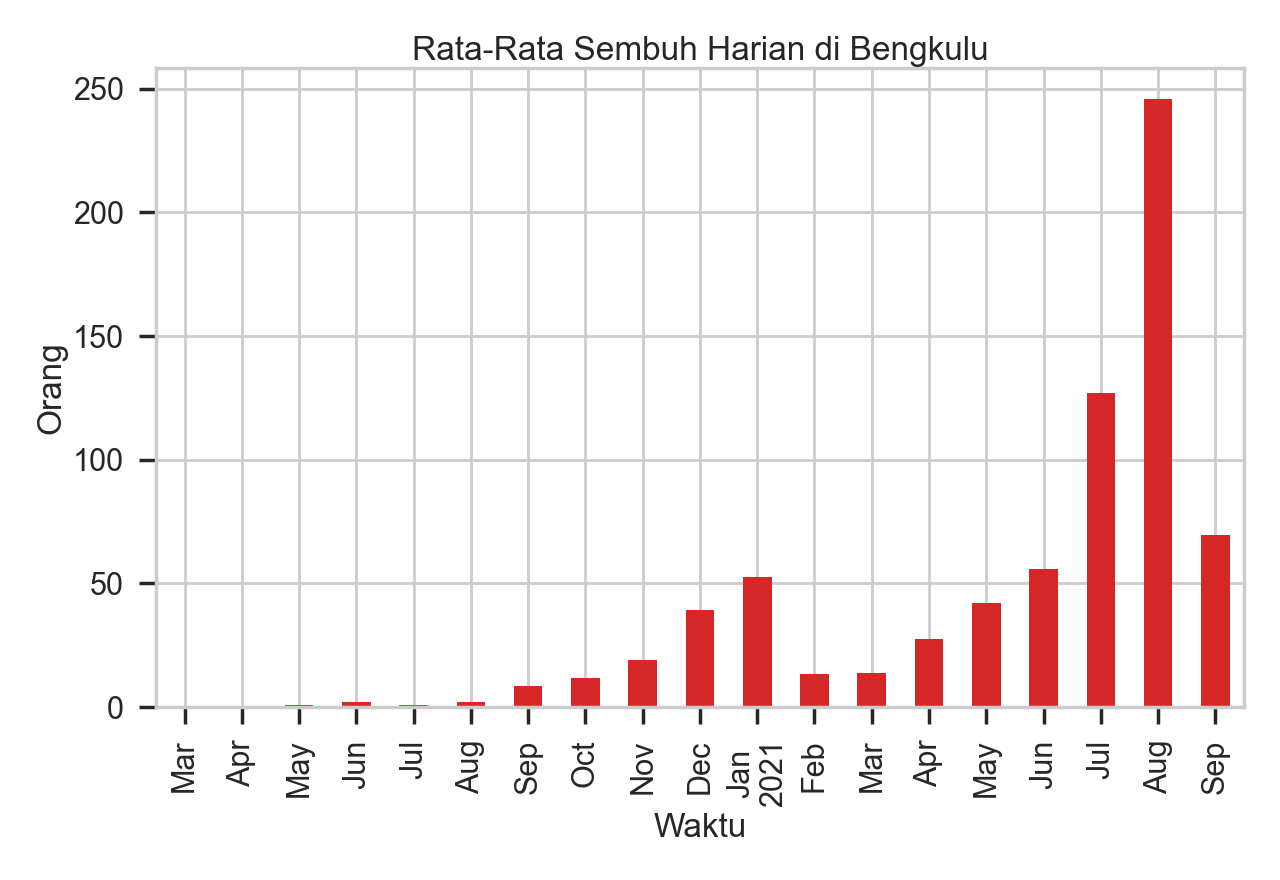 Rata-Rata Sembuh Harian di Bengkulu
250
200
150
100
50
0
Orang
Mar
Apr
May
Jun
Jul
Aug
Sep
Oct
Nov
Dec
Jan
2021
Feb
Mar
Apr
May
Jun
Jul
Aug
Sep
Waktu